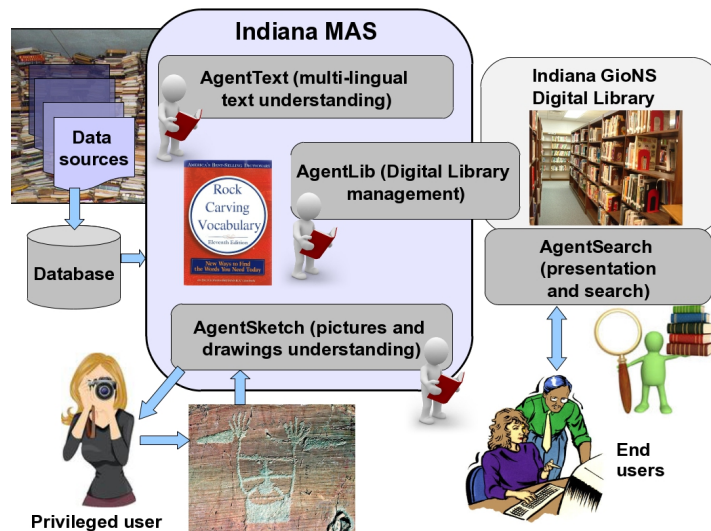 Indiana MAS
AgentText (multi-lingual
text understanding)
Indiana GioNS
Digital Library
Data
sources
AgentLib (Digital Library
management)
AMERICA'S BEST-SELLING DICTIONARY
Rock
Carving
Vocabulary
Eleventh Edition
New Ways to Find
the Words You Need Today
Database
AgentSearch
(presentation
and search)
AgentSketch (pictures and
drawings understanding)
End
users
Privileged user